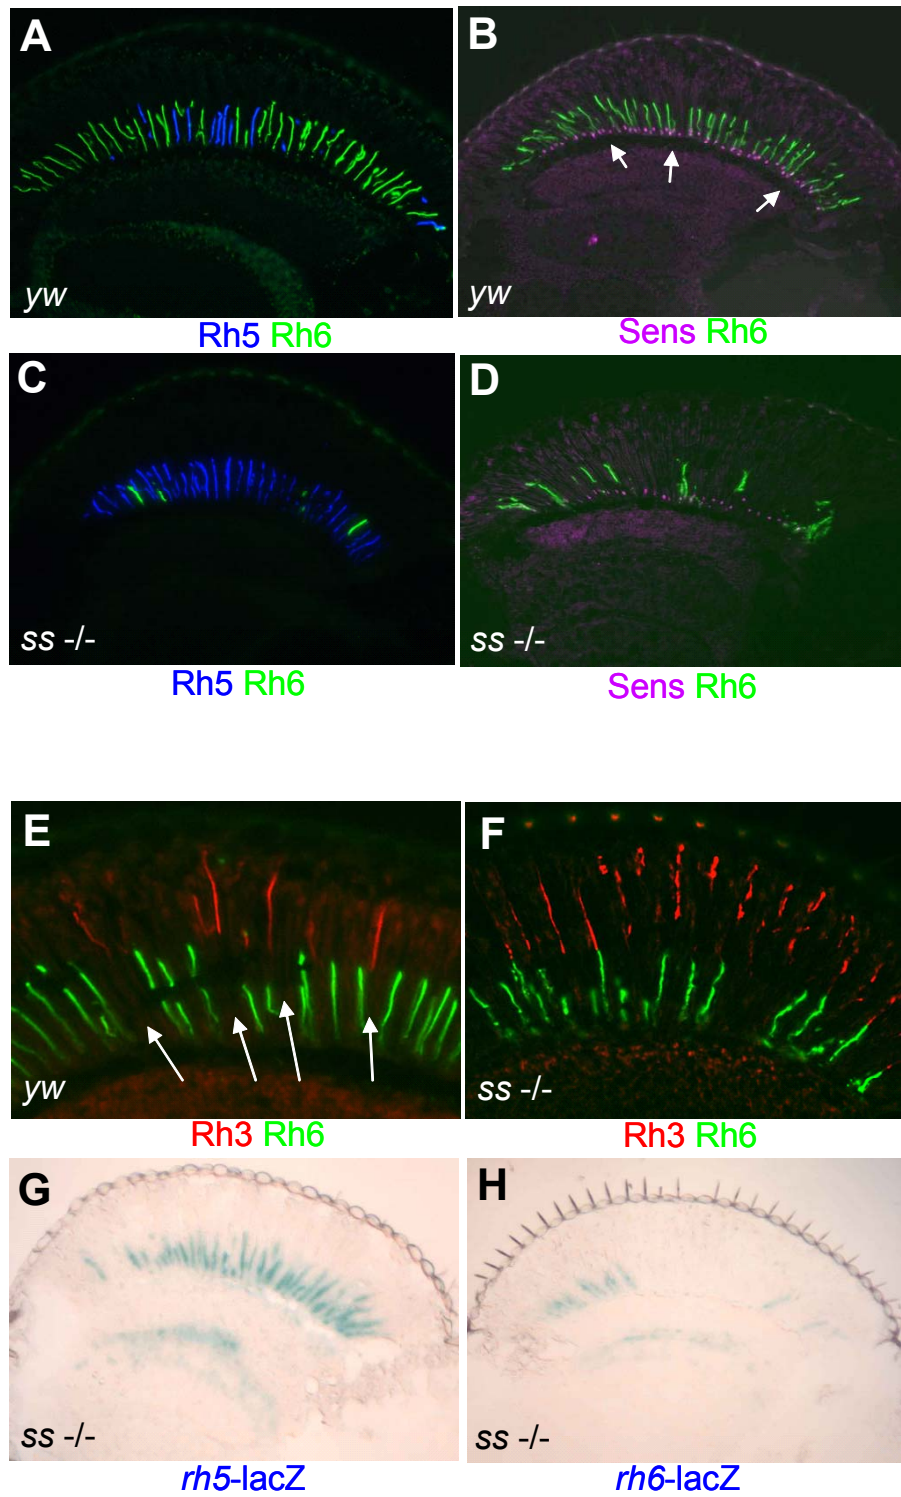 A
B
yw
yw
Rh5 Rh6
Sens Rh6
C
D
ss -/-
ss -/-
Rh5 Rh6
Sens Rh6
E
F
yw
ss -/-
Rh3 Rh6
Rh3 Rh6
G
H
ss -/-
ss -/-
rh5-lacZ
rh6-lacZ